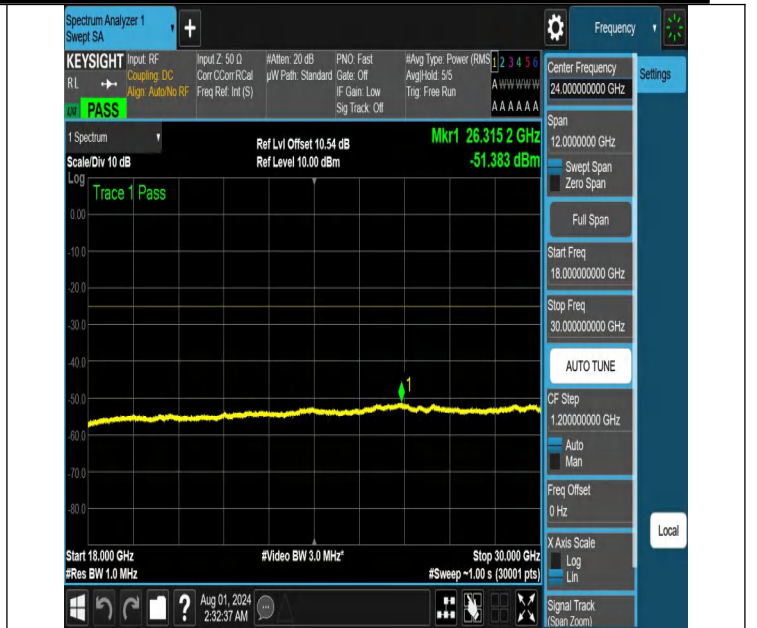 Spectrum Analyzer 1
Swept SA
+
Frequency
KEYSIGHT
RL
PASS
Input: RF
Coupling: DC
Align: Auto/No RF
Input Z: 50 Ω
Corr CCorr RCal
Freq Ref: Int (S)
#Atten: 20 dB
µW Path: Standard
PNO: Fast
Gate: Off
IF Gain: Low
Sig Track: Off
#Avg Type: Power (RMS
Avg|Hold: 5/5
Trig: Free Run
1 2 3 4 5 6
A W W W W W
A A A A A A
1 Spectrum
Scale/Div 10 dB
Ref Lvl Offset 10.54 dB
Ref Level 10.00 dBm
Mkr1 26.315 2 GHz
-51.383 dBm
Log
Trace 1 Pass
0.00
-10.0
-20.0
-30.0
-40.0
-50.0
-60.0
-70.0
-80.0
1
Start 18.000 GHz
#Res BW 1.0 MHz
#Video BW 3.0 MHz*
Stop 30.000 GHz
#Sweep ~1.00 s (30001 pts)
?
Aug 01, 2024
2:32:37 AM
Center Frequency
24.000000000 GHz
Span
12.0000000 GHz
Swept Span
Zero Span
Full Span
Start Freq
18.000000000 GHz
Stop Freq
30.000000000 GHz
AUTO TUNE
CF Step
1.200000000 GHz
Auto
Man
Freq Offset
0 Hz
X Axis Scale
Log
Lin
Signal Track
(Span Zoom)
Settings
Local